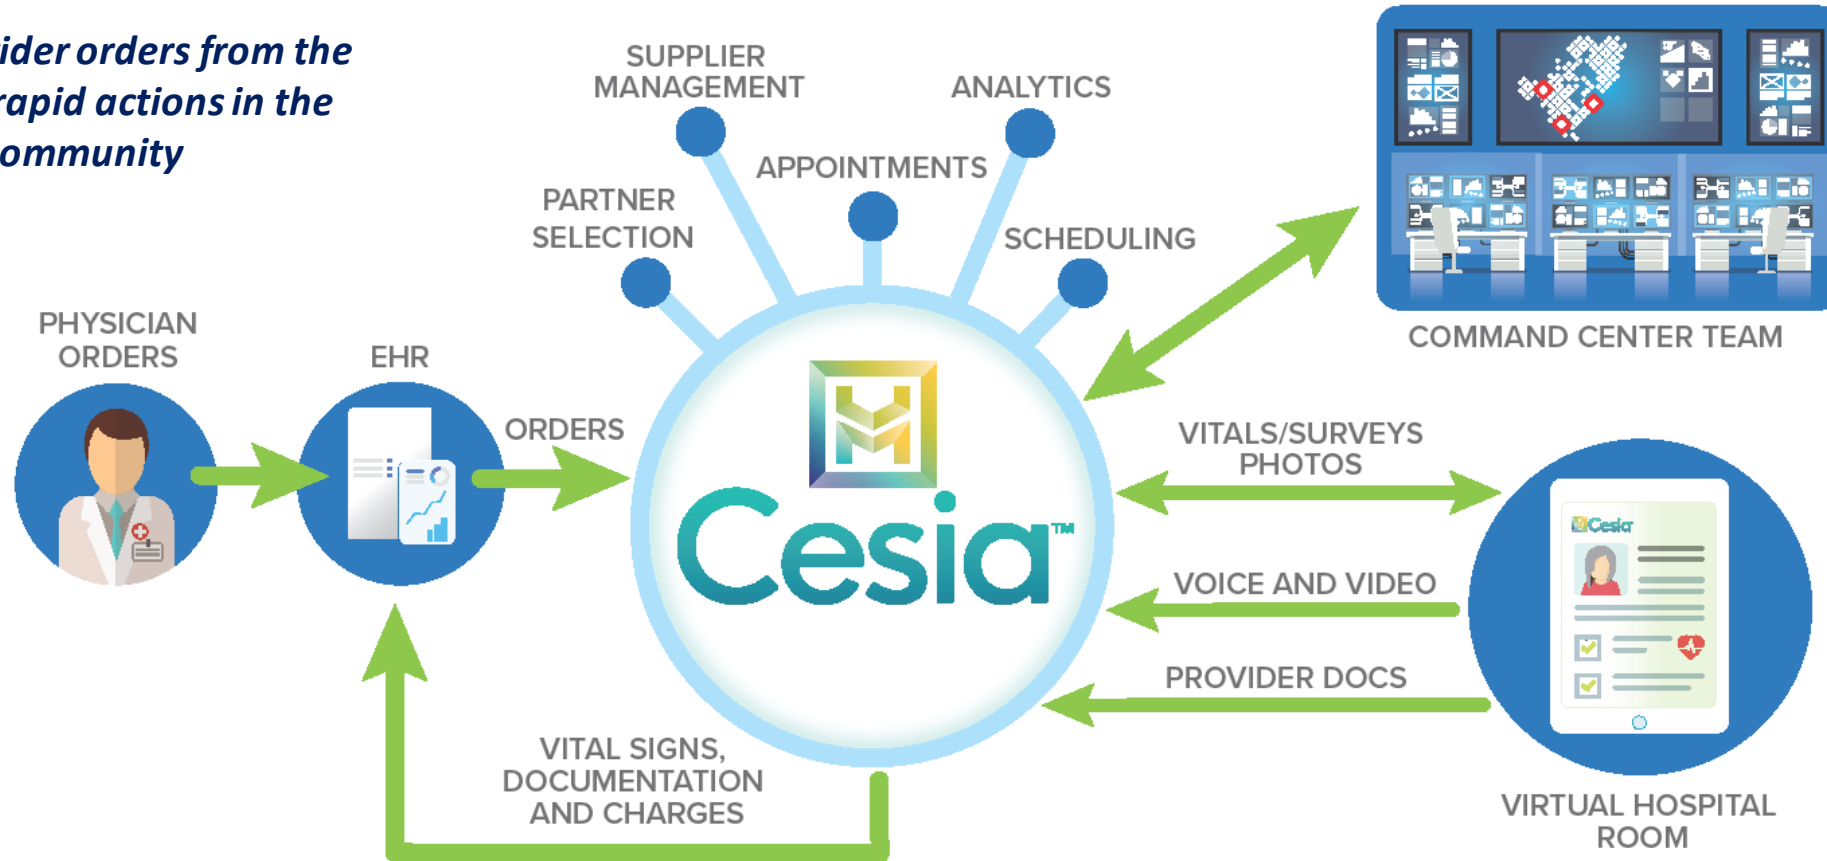 ider orders from the
rapid actions in the
ommunity
SUPPLIER
MANAGEMENT
ANALYTICS
APPOINTMENTS
PARTNER
SELECTION
SCHEDULING
COMMAND CENTER TEAM
PHYSICIAN
ORDERS
EHR
ORDERS
Cesia™
VITALS/SURVEYS
PHOTOS
Cesia
VOICE AND VIDEO
PROVIDER DOCS
VITAL SIGNS,
DOCUMENTATION
AND CHARGES
VIRTUAL HOSPITAL
ROOM